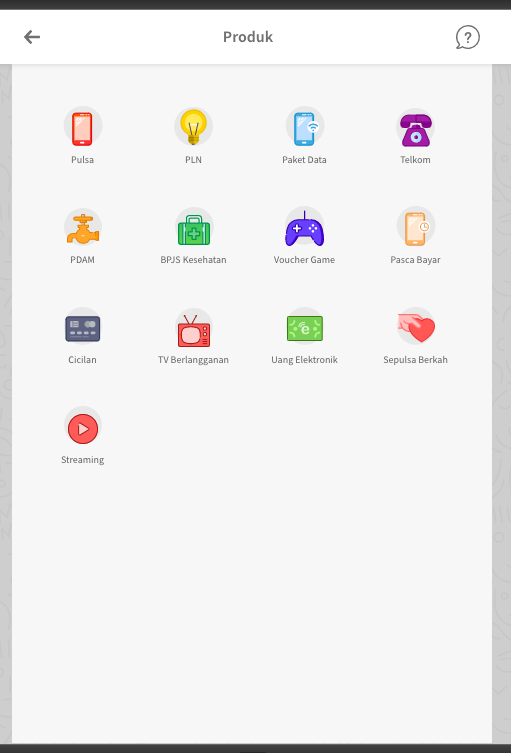 Produk
?
Pulsa
PLN
Paket Data
Telkom
PDAM
BPJS Kesehatan
Voucher Game
Pasca Bayar
Cicilan
TV Berlangganan
Uang Elektronik
Sepulsa Berkah
Streaming